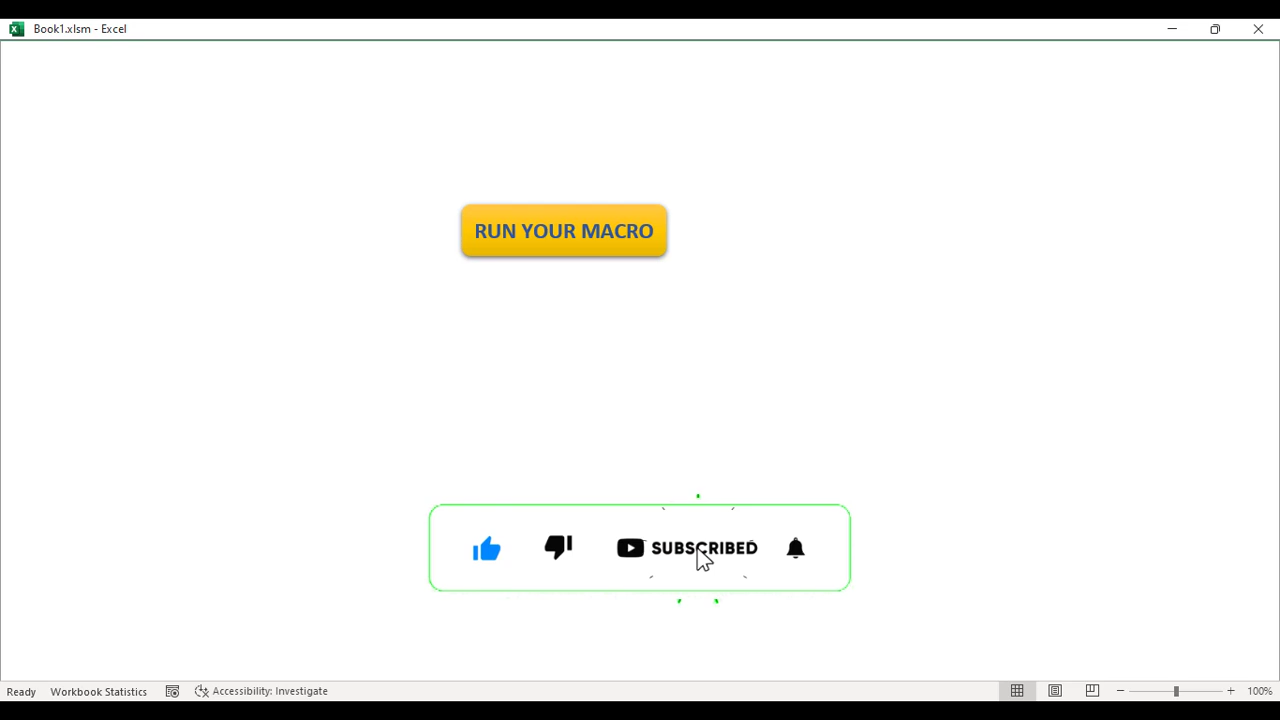 Book1.xlsm - Excel
RUN YOUR MACRO
SUBSCRIBED
Ready Workbook Statistics Accessibility: Investigate 100%